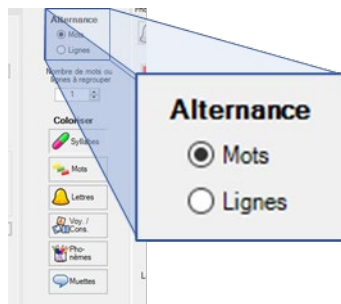 Alternance
Mots
Lignes
Nombre de mots ou
lignes à regrouper
1
Coloriser
Syllabes
Mots
Lettres
Voy. /
Cons.
Pho-
nèmes
Muettes
Alternance
Mots
Lignes